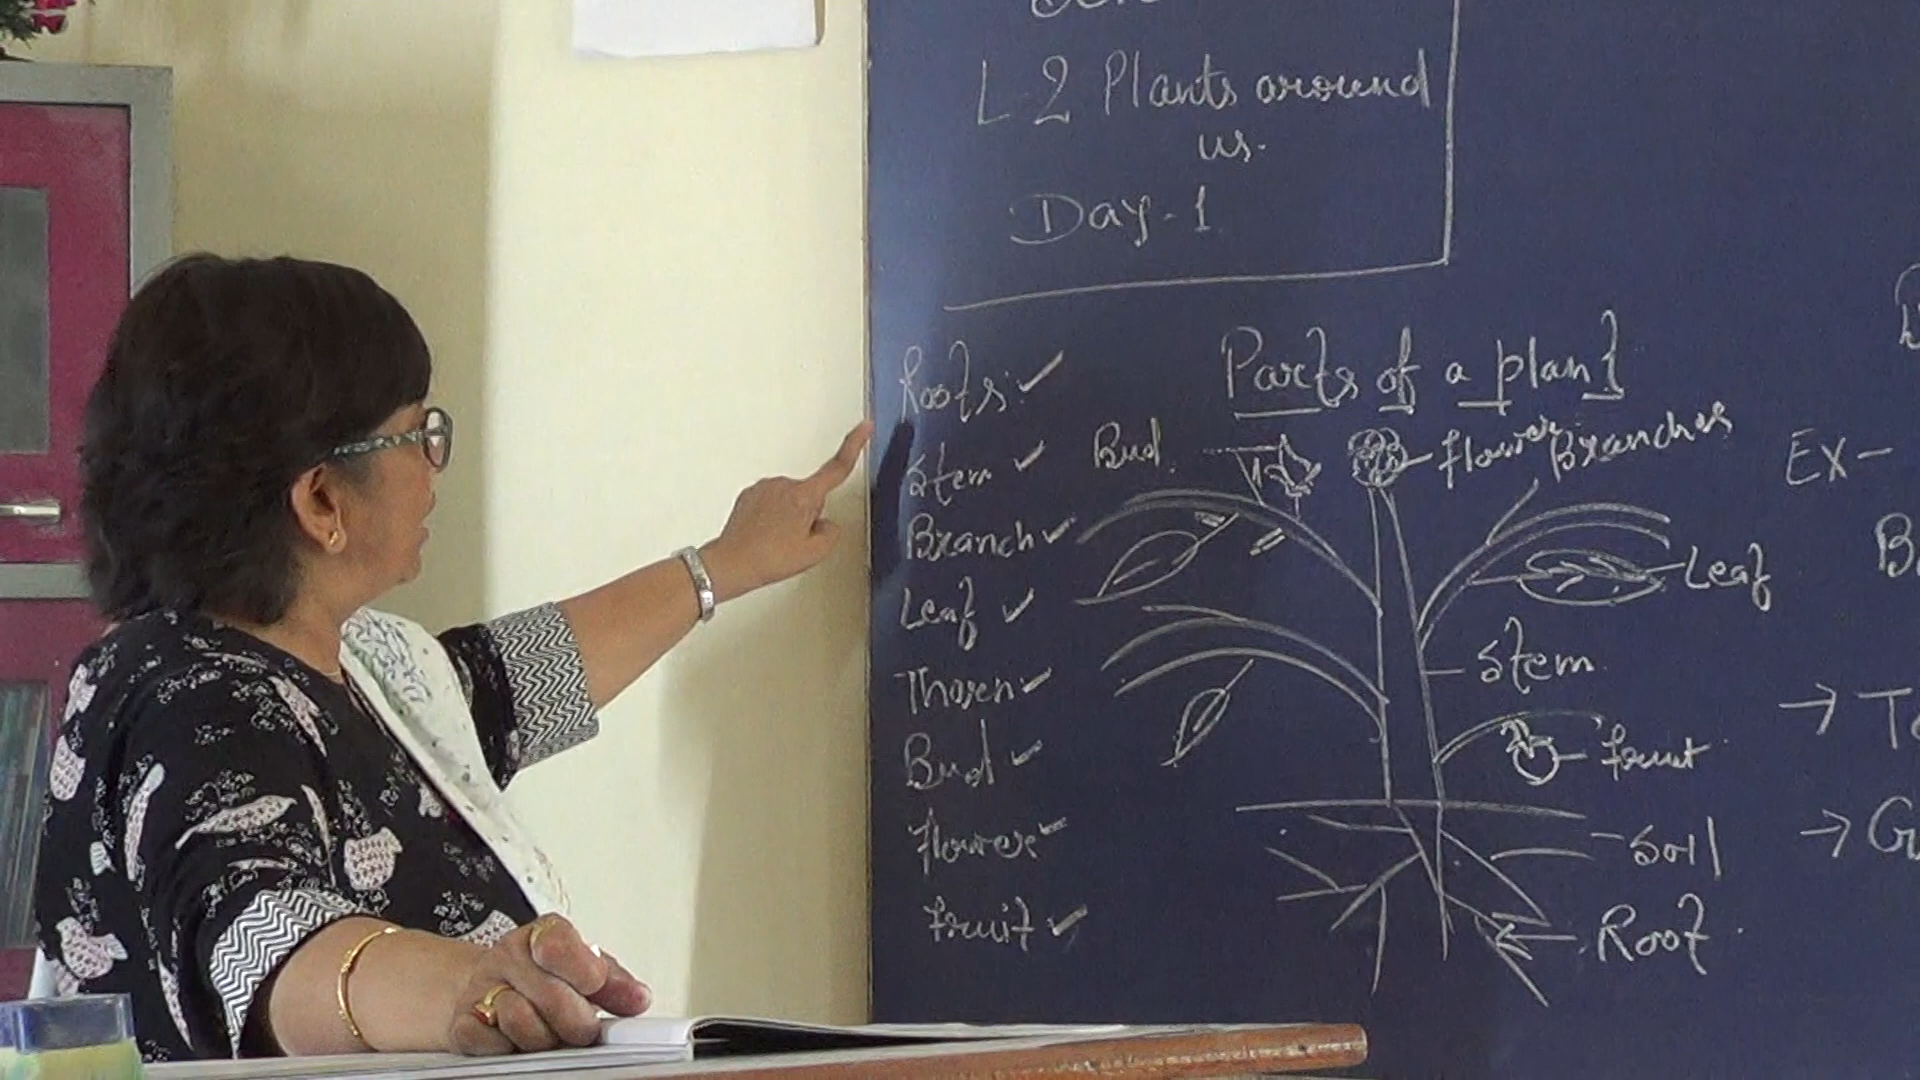 L-2 Plants around
us.
Day-1
Roots
Stem
Branch
Leaf
Thorn
Bud
flower
fruit
Parts of a plant
Bud.
flower
Branches
Leaf
Stem
fruit
Soil
Root
Ex-